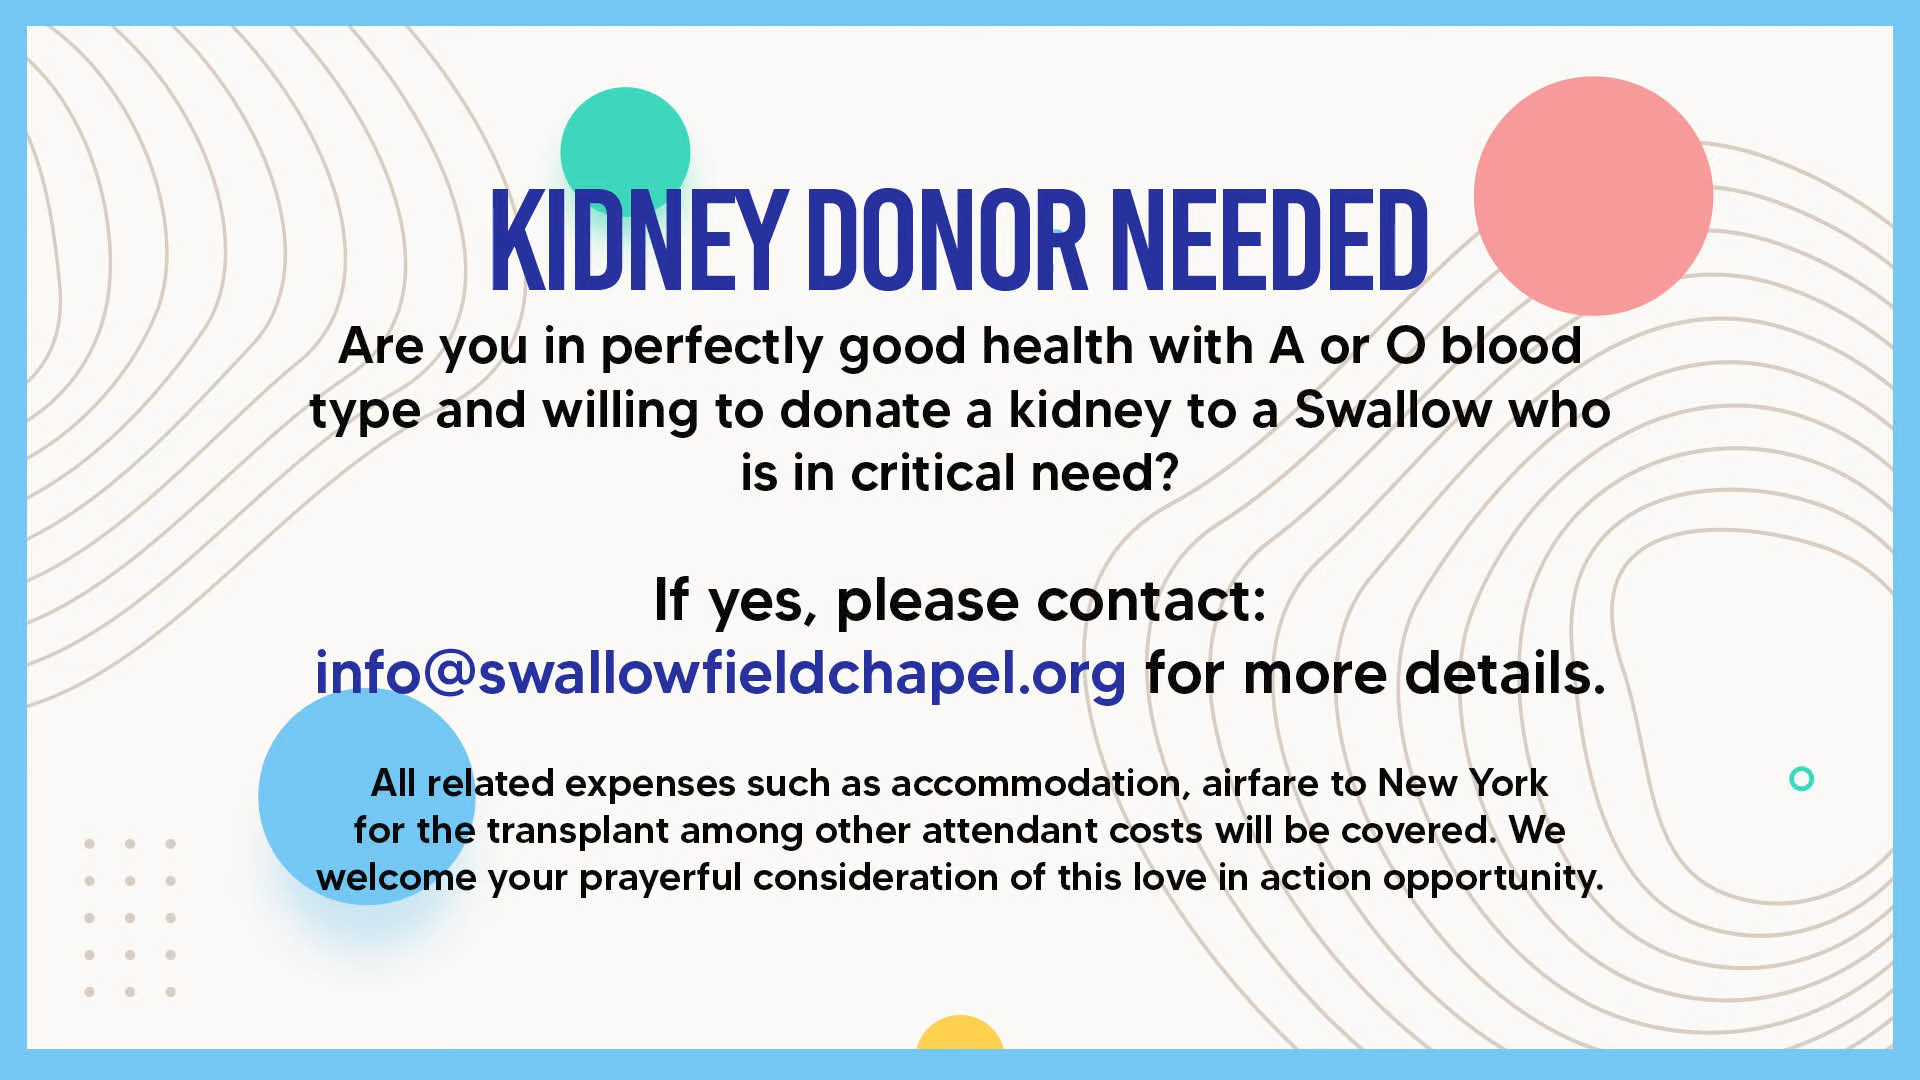 KIDNEY DONOR NEEDED
Are you in perfectly good health with A or O blood
type and willing to donate a kidney to a Swallow who
is in critical need?
If yes, please contact:
info@swallowfieldchapel.org for more details.
All related expenses such as accommodation, airfare to New York
for the transplant among other attendant costs will be covered. We
welcome your prayerful consideration of this love in action opportunity.